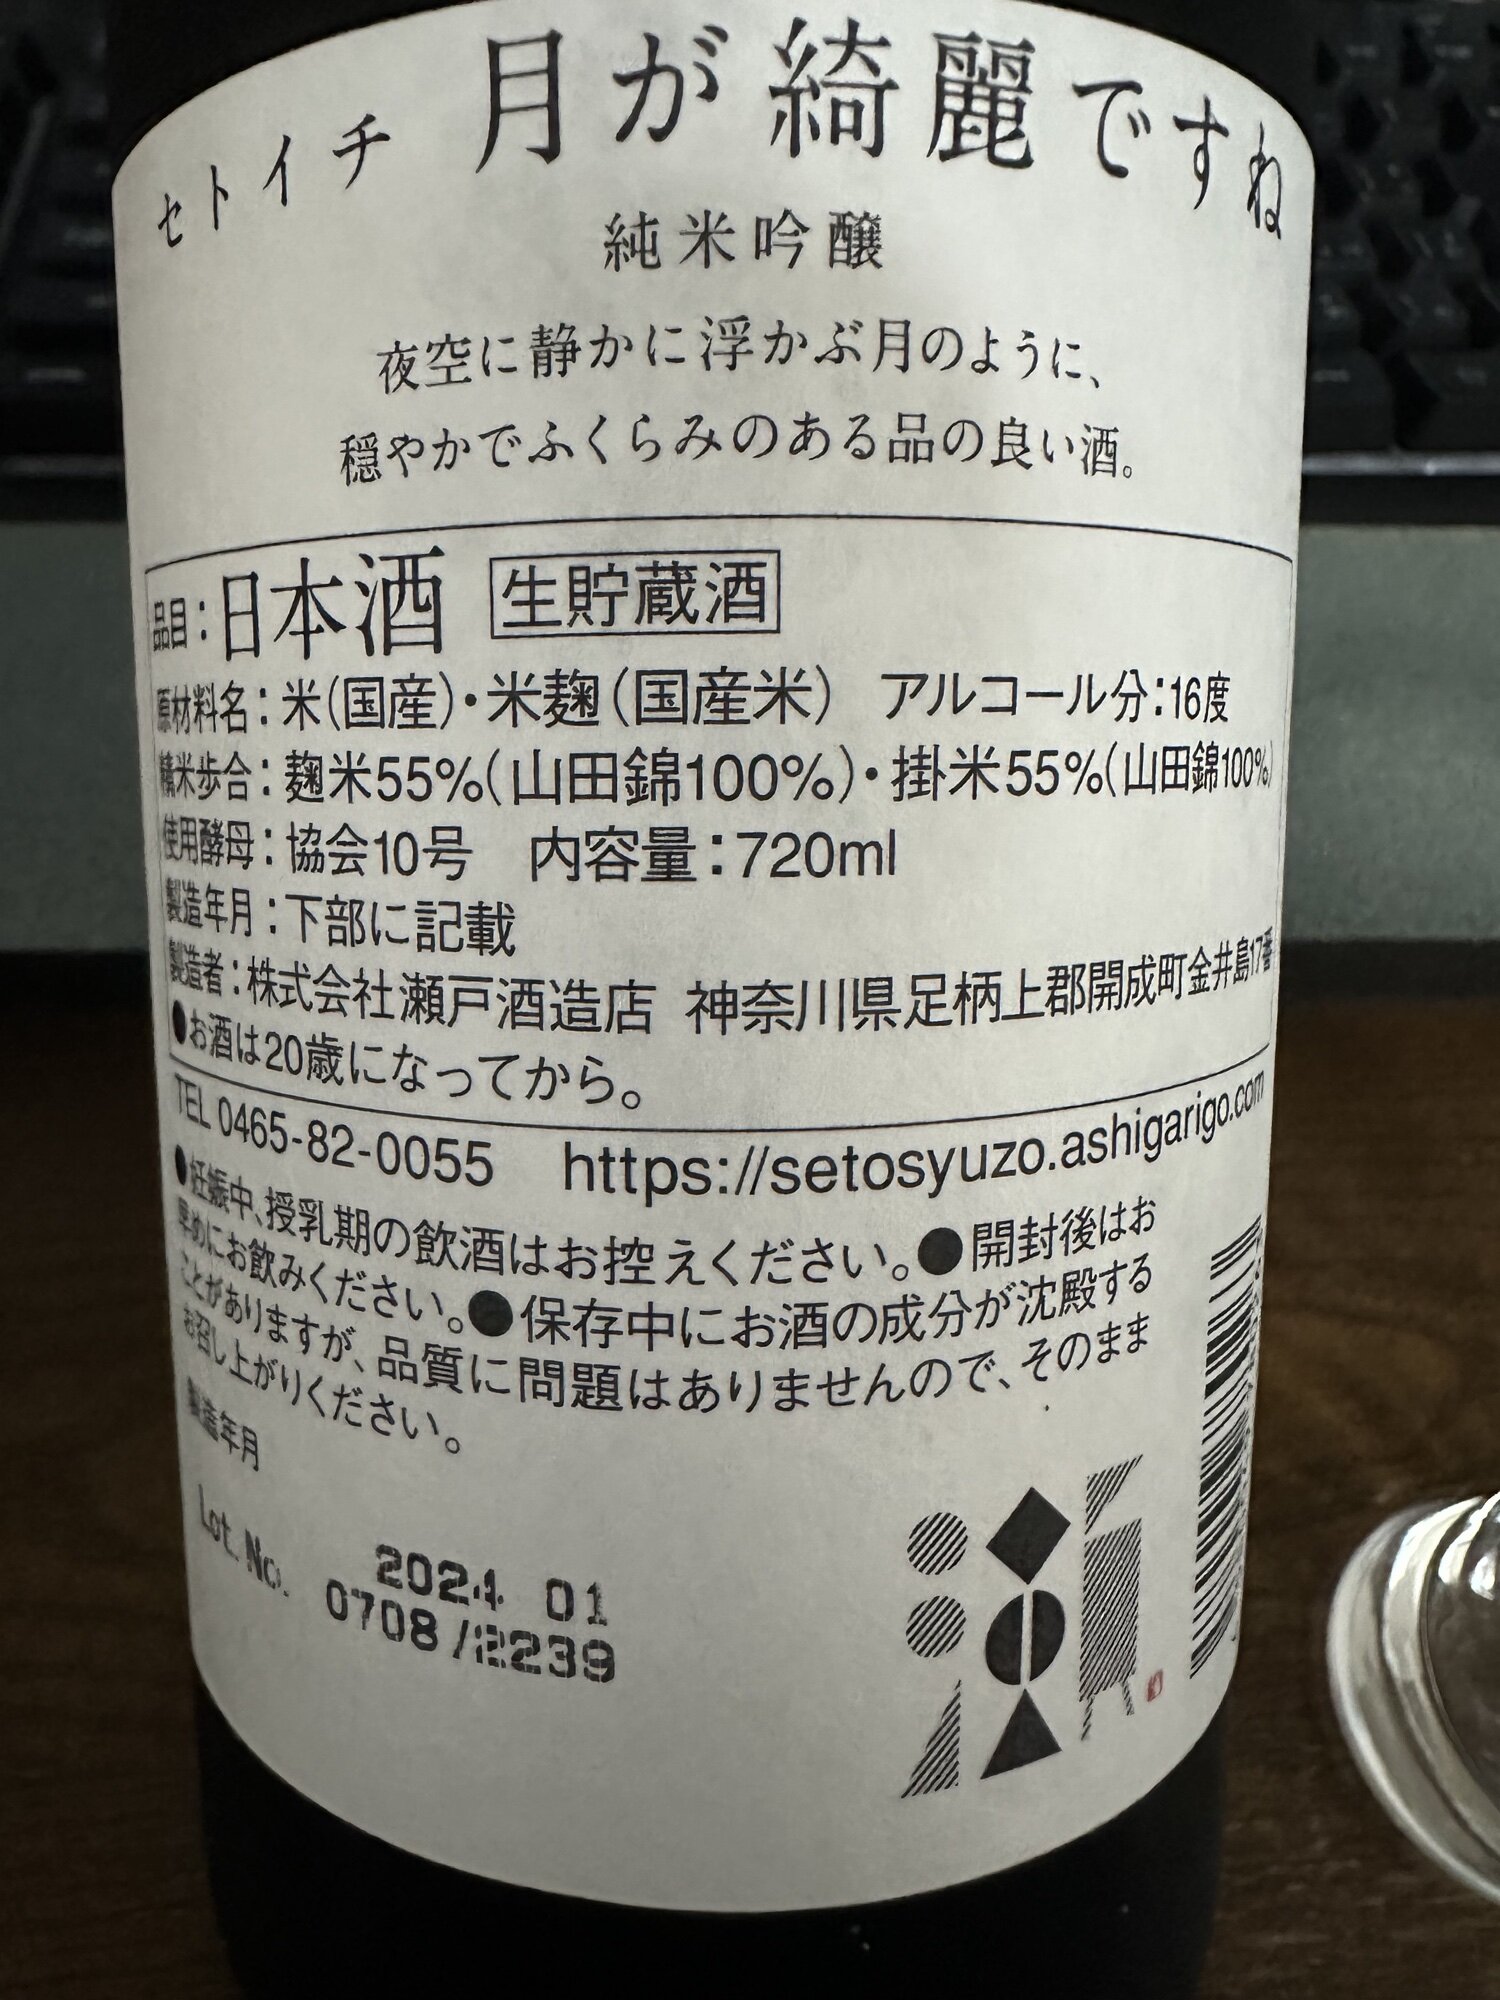 セトイチ 月が綺麗ですね
純米吟醸
夜空に静かに浮かぶ月のように、
穏やかでふくらみのある品の良い酒。
品目：日本酒 生貯蔵酒
原材料名：米（国産）・米麹（国産米） アルコール分：16度
精米歩合：麹米55%（山田錦100%）・掛米55%（山田錦100%）
使用酵母：協会10号 内容量：720ml
製造年月：下部に記載
製造者：株式会社瀬戸酒造店 神奈川県足柄上郡開成町金井島17番
●お酒は20歳になってから。
TEL 0465-82-0055 https://setosyuzo.ashigarigo.com
●妊娠中、授乳期の飲酒はお控えください。●開封後はお
早めにお飲みください。●保存中にお酒の成分が沈殿する
ことがありますが、品質に問題はありませんので、そのまま
お召し上がりください。
製造年月
2024 01
Lot. No. 0708 /2239